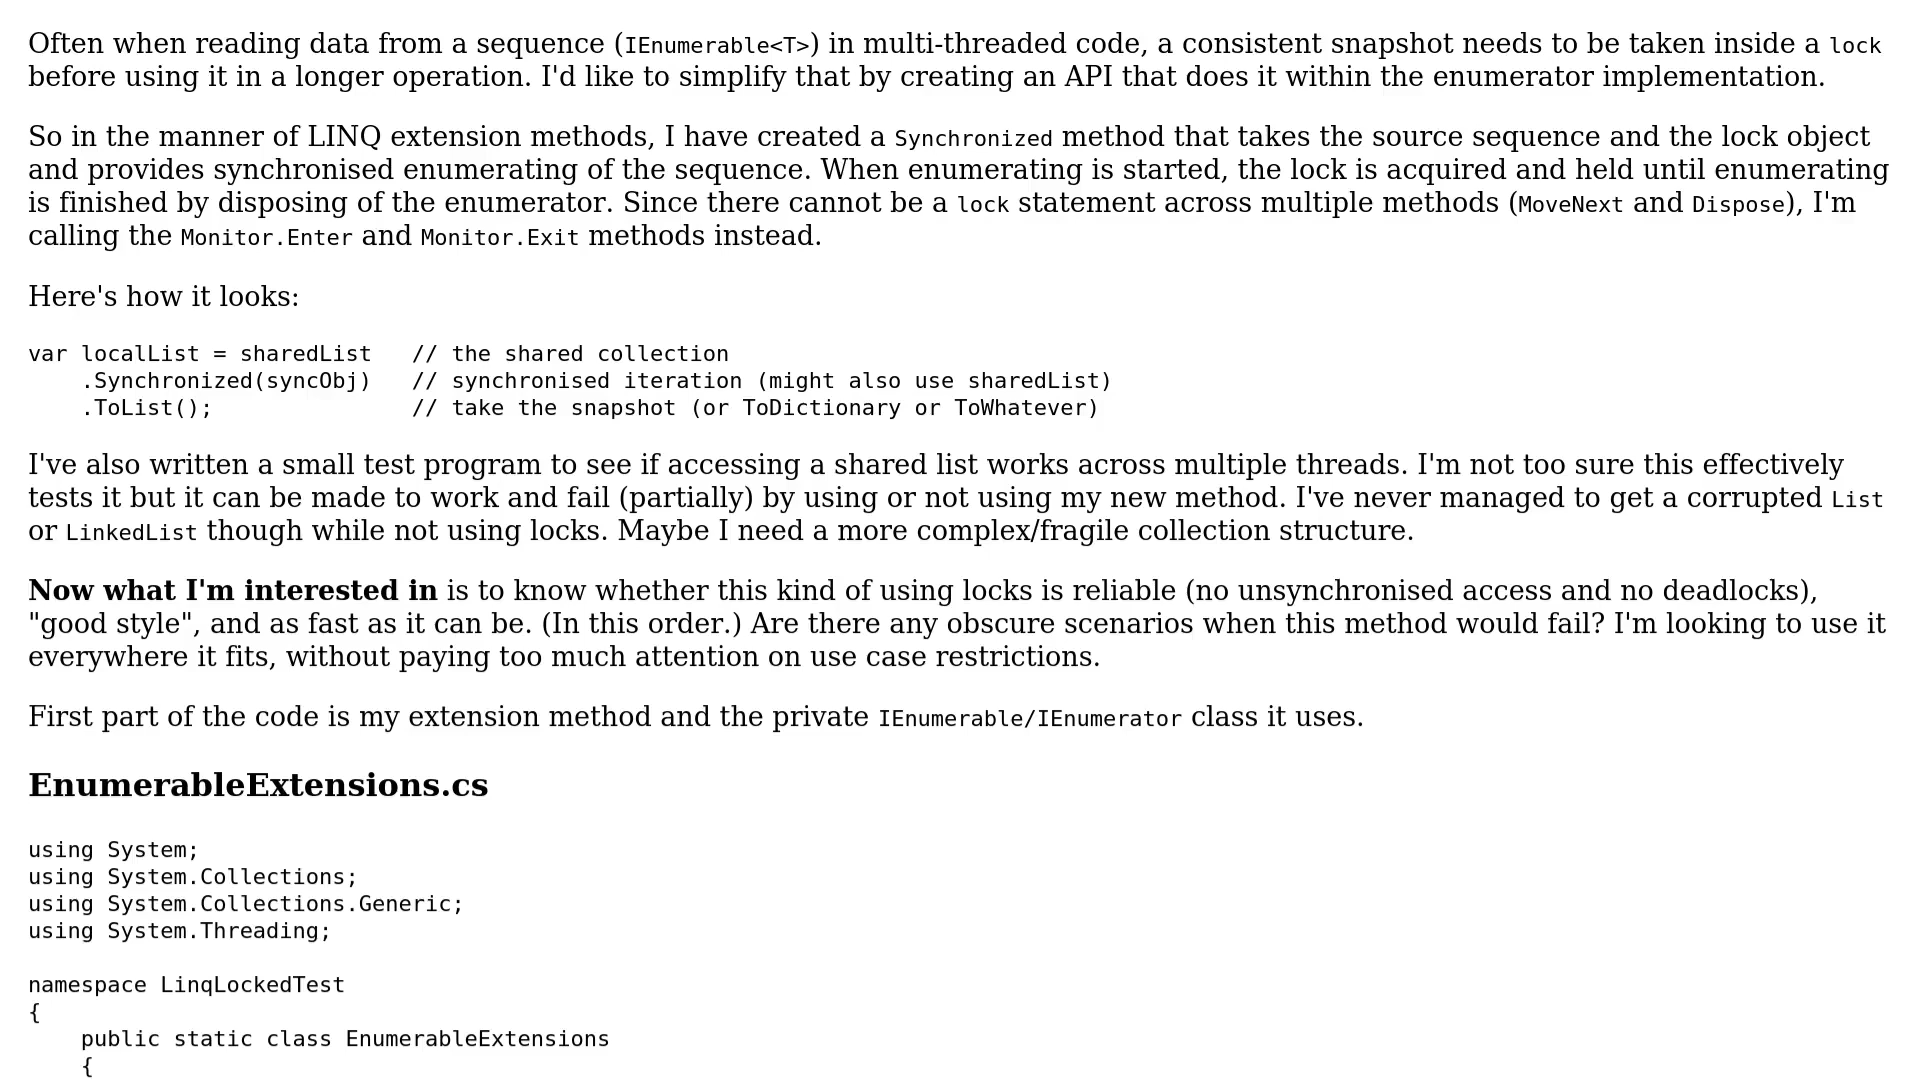 Often when reading data from a sequence (IEnumerable<T>) in multi-threaded code, a consistent snapshot needs to be taken inside a lock
before using it in a longer operation. I'd like to simplify that by creating an API that does it within the enumerator implementation.
So in the manner of LINQ extension methods, I have created a Synchronized method that takes the source sequence and the lock object
and provides synchronised enumerating of the sequence. When enumerating is started, the lock is acquired and held until enumerating
is finished by disposing of the enumerator. Since there cannot be a lock statement across multiple methods (MoveNext and Dispose), I'm
calling the Monitor.Enter and Monitor.Exit methods instead.
Here's how it looks:
var localList = sharedList   // the shared collection
    .Synchronized(syncObj)   // synchronised iteration (might also use sharedList)
    .ToList();               // take the snapshot (or ToDictionary or ToWhatever)
I've also written a small test program to see if accessing a shared list works across multiple threads. I'm not too sure this effectively
tests it but it can be made to work and fail (partially) by using or not using my new method. I've never managed to get a corrupted List
or LinkedList though while not using locks. Maybe I need a more complex/fragile collection structure.
Now what I'm interested in is to know whether this kind of using locks is reliable (no unsynchronised access and no deadlocks),
"good style", and as fast as it can be. (In this order.) Are there any obscure scenarios when this method would fail? I'm looking to use it
everywhere it fits, without paying too much attention on use case restrictions.
First part of the code is my extension method and the private IEnumerable/IEnumerator class it uses.
EnumerableExtensions.cs
using System;
using System.Collections;
using System.Collections.Generic;
using System.Threading;
namespace LinqLockedTest
{
    public static class EnumerableExtensions
    {